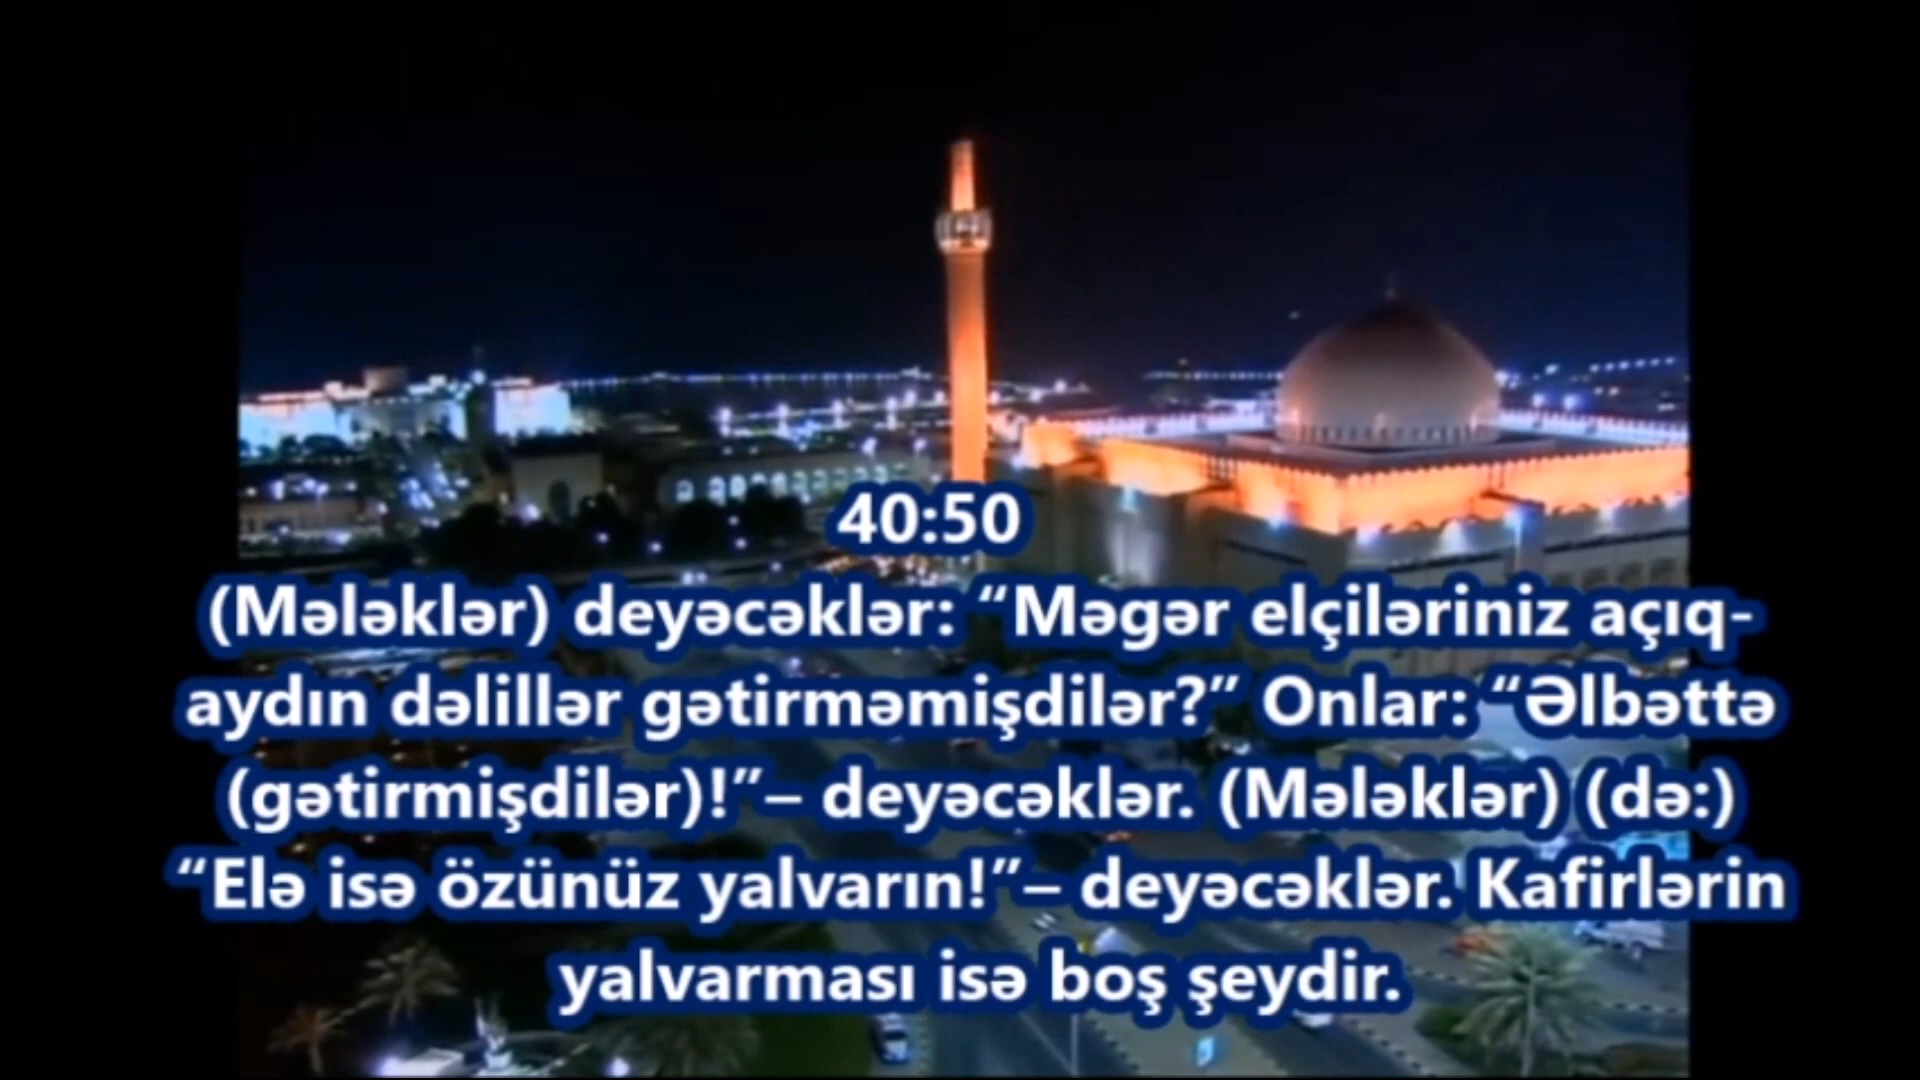 40:50
(Mələklər) deyəcəklər: “Məgər elçiləriniz açıq-
aydın dəlillər gətirməmişdilər?” Onlar: “Əlbəttə
(gətirmişdilər)!”– deyəcəklər. (Mələklər) (də:)
“Elə isə özünüz yalvarın!”– deyəcəklər. Kafirlərin
yalvarması isə boş şeydir.